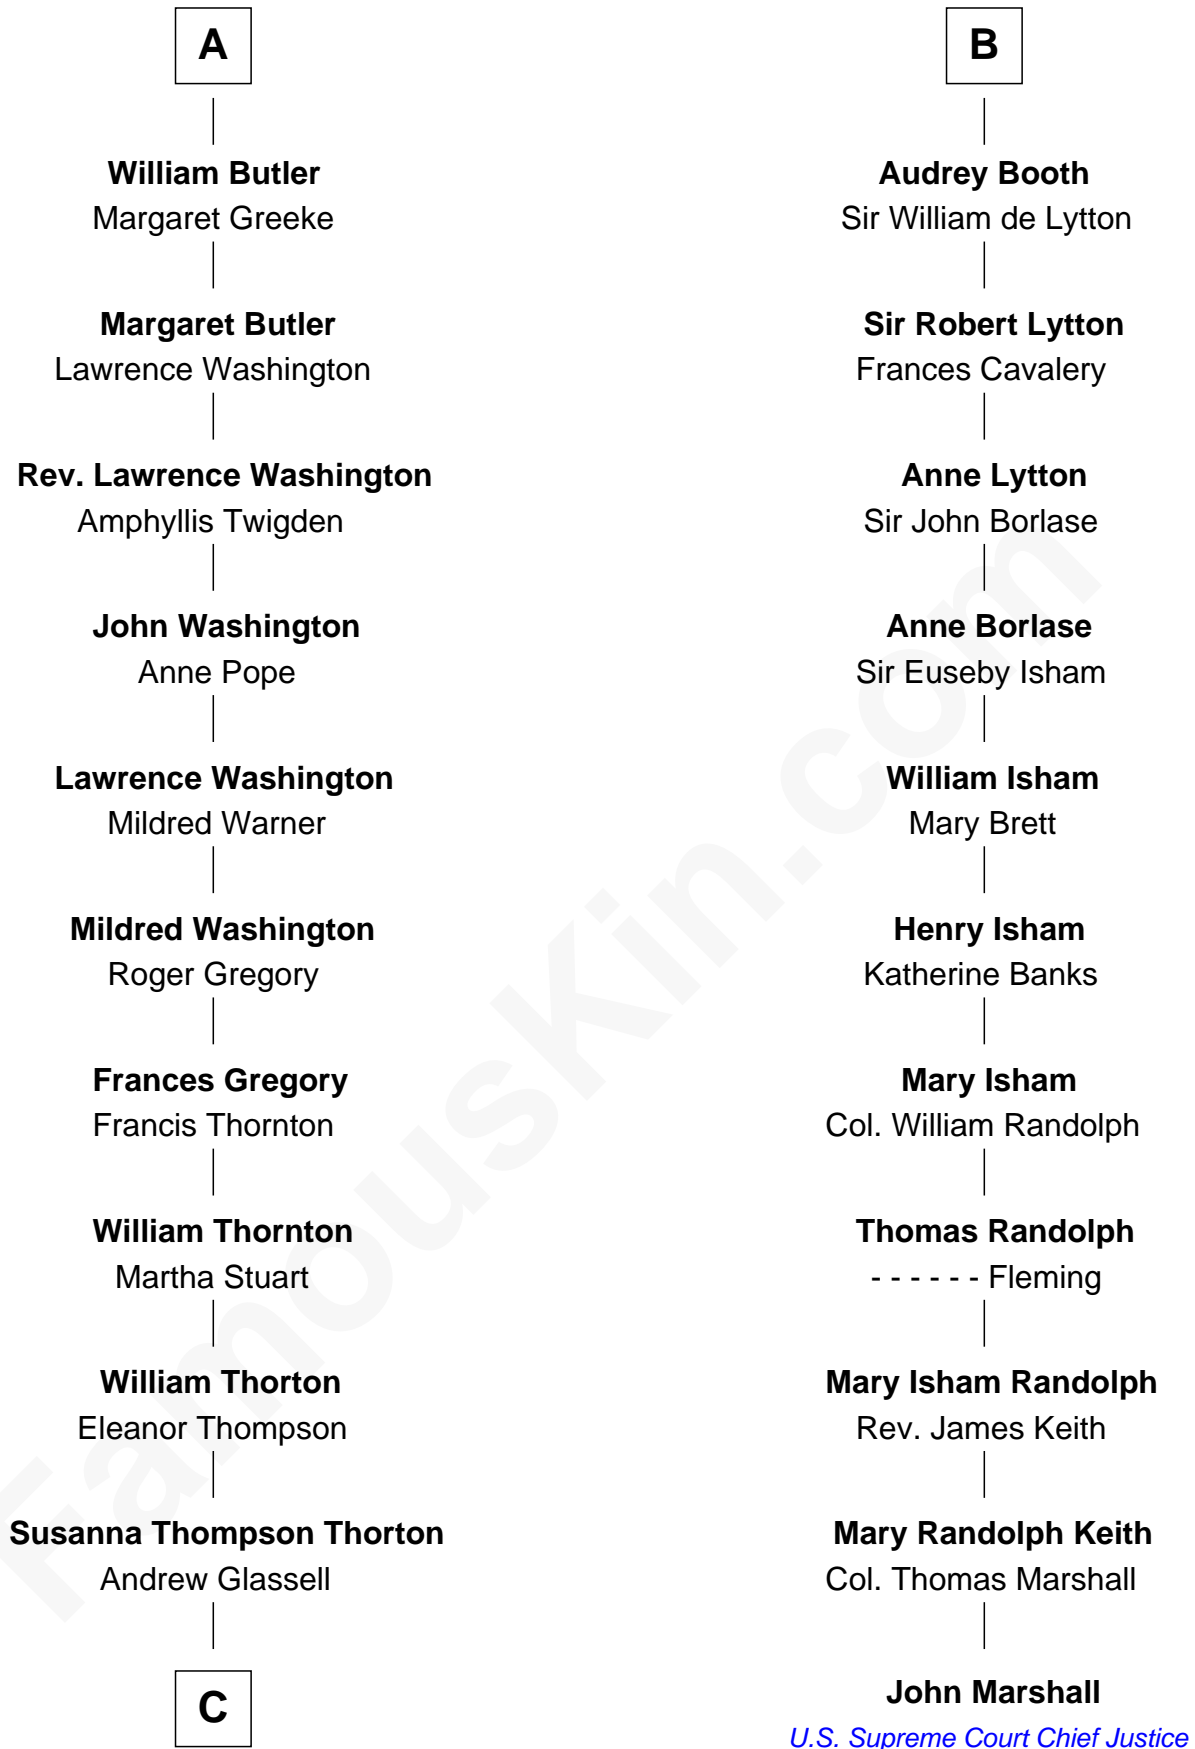 A
William Butler
Margaret Greeke
Margaret Butler
Lawrence Washington
Rev. Lawrence Washington
Amphyllis Twigden
John Washington
Anne Pope
Lawrence Washington
Mildred Warner
Mildred Washington
Roger Gregory
Frances Gregory
Francis Thornton
William Thornton
Martha Stuart
William Thorton
Eleanor Thompson
Susanna Thompson Thorton
Andrew Glassell
C
B
Audrey Booth
Sir William de Lytton
Sir Robert Lytton
Frances Cavalery
Anne Lytton
Sir John Borlase
Anne Borlase
Sir Euseby Isham
William Isham
Mary Brett
Henry Isham
Katherine Banks
Mary Isham
Col. William Randolph
Thomas Randolph
- - - - - - Fleming
Mary Isham Randolph
Rev. James Keith
Mary Randolph Keith
Col. Thomas Marshall
John Marshall
U.S. Supreme Court Chief Justice
FamousKin.com